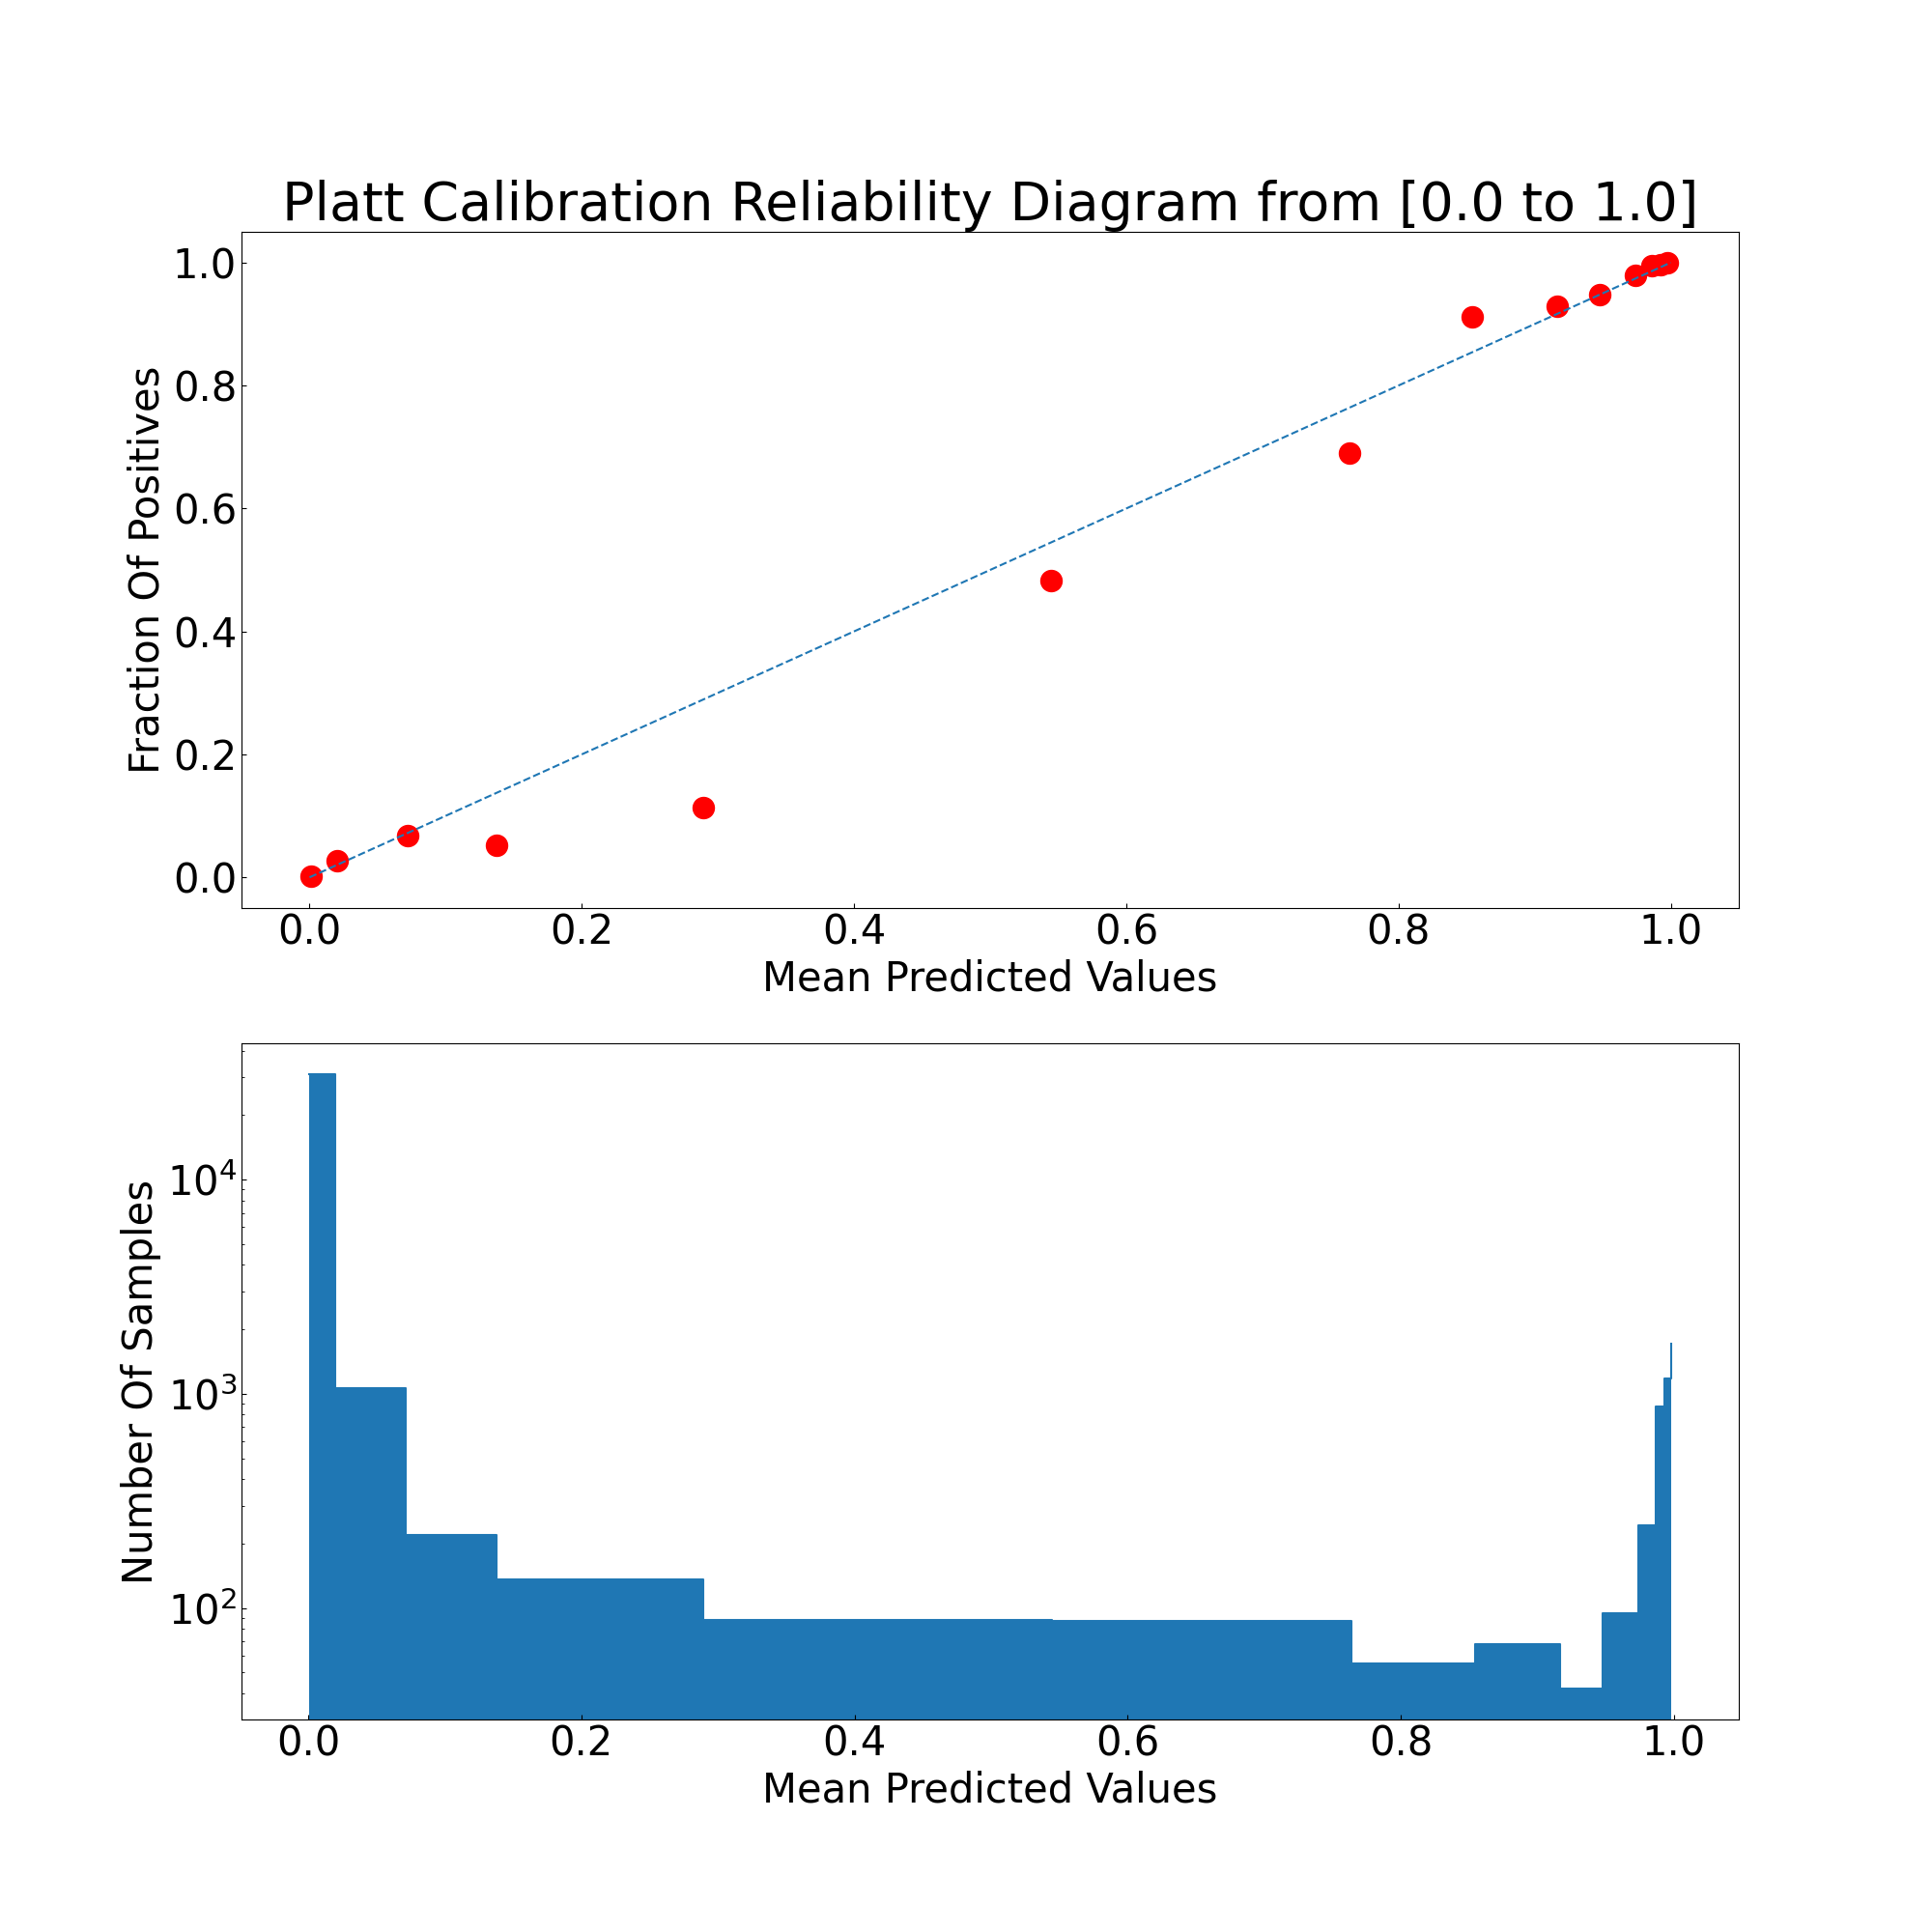 Platt Calibration Reliability Diagram from [0.0 to 1.0]
1.0
0.8
0.6
0.4
0.2
0.0
Fraction Of Positives
0.0 0.2 0.4 0.6 0.8 1.0
Mean Predicted Values
10⁴
10³
10²
Number Of Samples
0.0 0.2 0.4 0.6 0.8 1.0
Mean Predicted Values